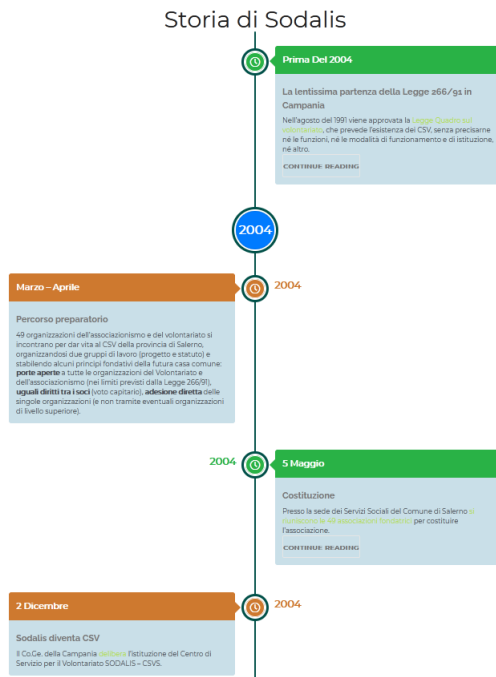 Storia di Sodalis
Prima Del 2004
La lentissima partenza della Legge 266/91 in
Campania
Nell'agosto del 1991 viene approvata la Legge Quadro sul
volontariato, che prevede l'esistenza dei CSV, senza precisarne
né le funzioni, né le modalità di funzionamento e di istituzione,
né altro.
CONTINUE READING
2004
Marzo – Aprile
2004
Percorso preparatorio
49 organizzazioni dell'associazionismo e del volontariato si
incontrano per dar vita al CSV della provincia di Salerno,
organizzandosi due gruppi di lavoro (progetto e statuto) e
stabilendo alcuni principi fondativi della futura casa comune:
porte aperte a tutte le organizzazioni del Volontariato e
dell'associazionismo (nei limiti previsti dalla Legge 266/91),
uguali diritti tra i soci (voto capitario), adesione diretta delle
singole organizzazioni (e non tramite eventuali organizzazioni
di livello superiore).
2004
5 Maggio
Costituzione
Presso la sede dei Servizi Sociali del Comune di Salerno si
riuniscono le 49 associazioni fondatrici per costituire
l'associazione.
CONTINUE READING
2 Dicembre
2004
Sodalis diventa CSV
Il Co.Ge. della Campania delibera l'istituzione del Centro di
Servizio per il Volontariato SODALIS – CSVS.